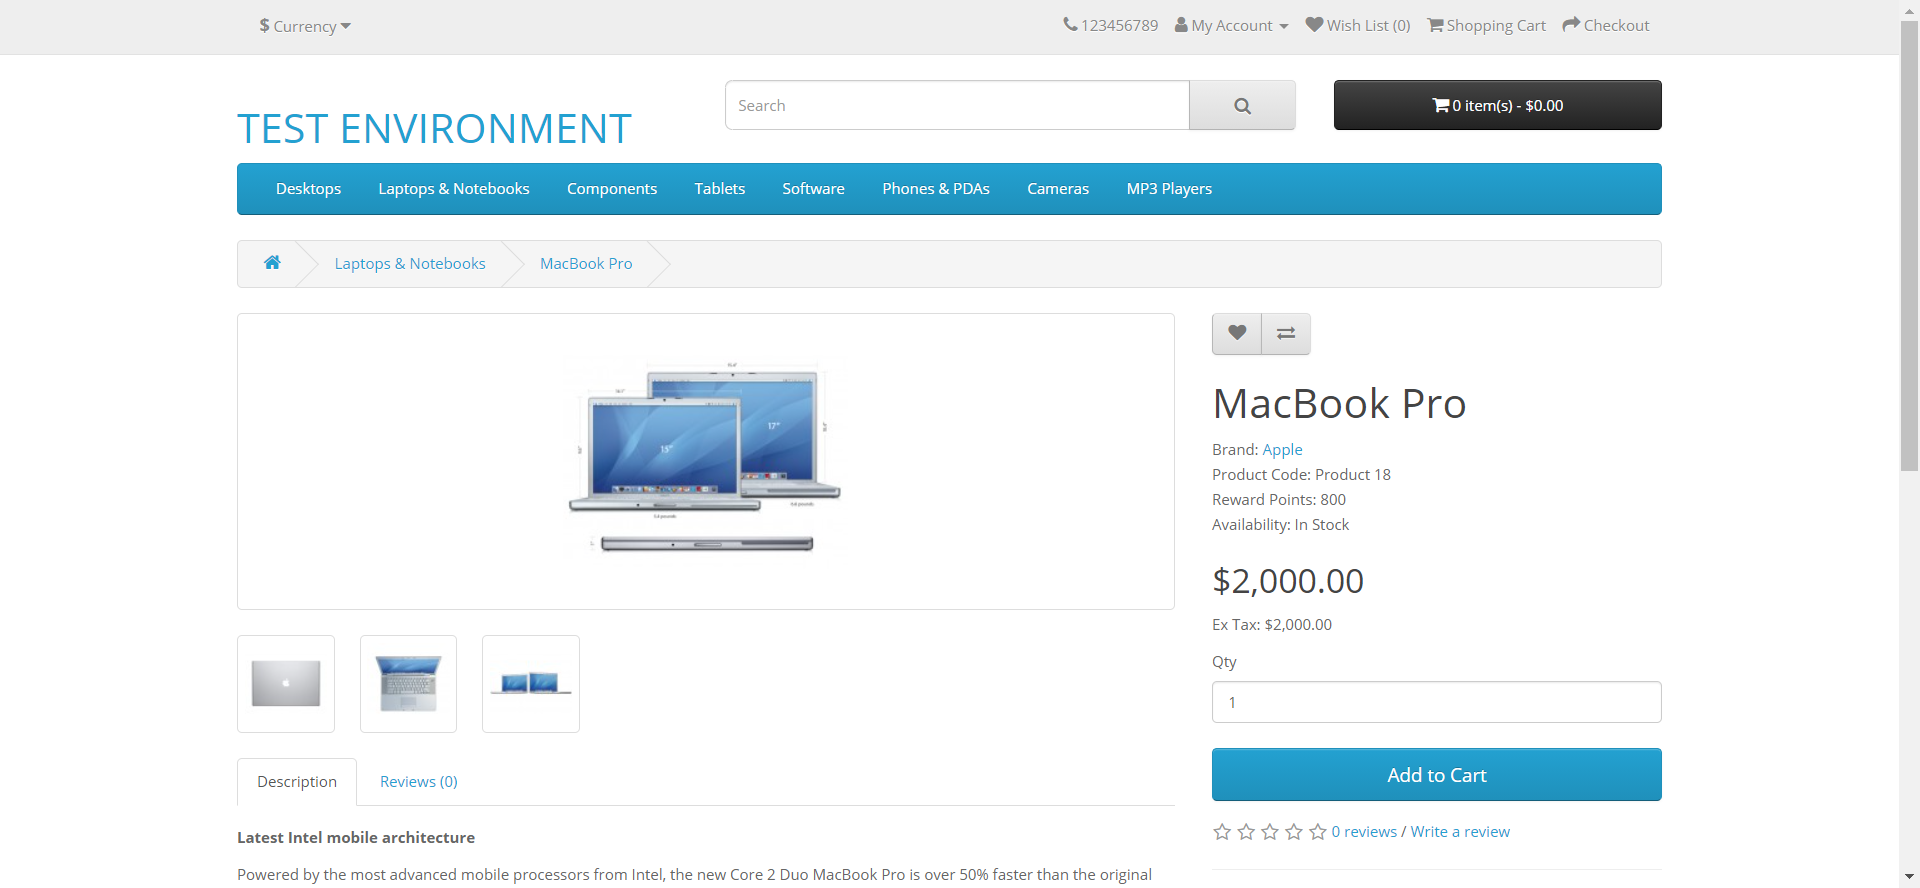 $ Currency
123456789 My Account Wish List (0) Shopping Cart Checkout
TEST ENVIRONMENT
Search
0 item(s) - $0.00
Desktops Laptops & Notebooks Components Tablets Software Phones & PDAs Cameras MP3 Players
Laptops & Notebooks MacBook Pro
15"
17"
MacBook Pro
Brand: Apple
Product Code: Product 18
Reward Points: 800
Availability: In Stock
$2,000.00
Ex Tax: $2,000.00
Qty
1
Add to Cart
0 reviews / Write a review
Description Reviews (0)
Latest Intel mobile architecture
Powered by the most advanced mobile processors from Intel, the new Core 2 Duo MacBook Pro is over 50% faster than the original